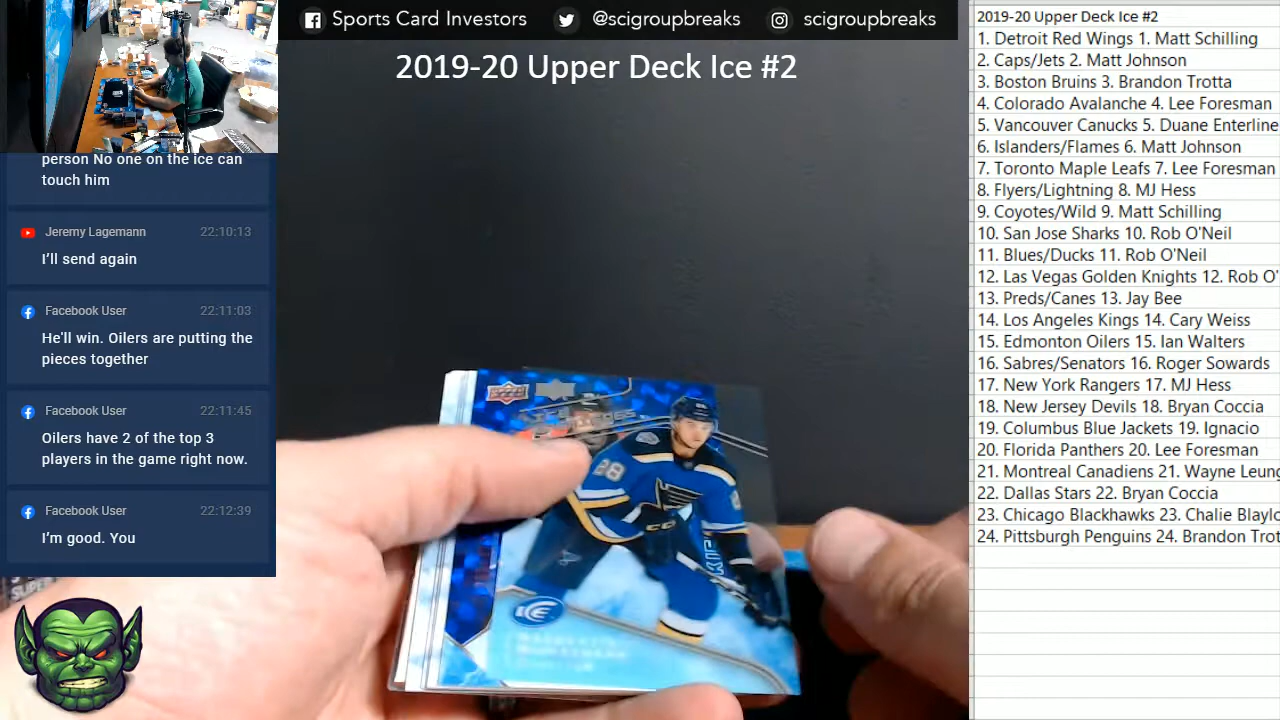 Sports Card Investors @scigroupbreaks scigroupbreaks
2019-20 Upper Deck Ice #2
person No one on the ice can
touch him
Jeremy Lagemann 22:10:13
I'll send again
Facebook User 22:11:03
He'll win. Oilers are putting the
pieces together
Facebook User 22:11:45
Oilers have 2 of the top 3
players in the game right now.
Facebook User 22:12:39
I'm good. You
2019-20 Upper Deck Ice #2
1. Detroit Red Wings 1. Matt Schilling
2. Caps/Jets 2. Matt Johnson
3. Boston Bruins 3. Brandon Trotta
4. Colorado Avalanche 4. Lee Foresman
5. Vancouver Canucks 5. Duane Enterline
6. Islanders/Flames 6. Matt Johnson
7. Toronto Maple Leafs 7. Lee Foresman
8. Flyers/Lightning 8. MJ Hess
9. Coyotes/Wild 9. Matt Schilling
10. San Jose Sharks 10. Rob O'Neil
11. Blues/Ducks 11. Rob O'Neil
12. Las Vegas Golden Knights 12. Rob O'
13. Preds/Canes 13. Jay Bee
14. Los Angeles Kings 14. Cary Weiss
15. Edmonton Oilers 15. Ian Walters
16. Sabres/Senators 16. Roger Sowards
17. New York Rangers 17. MJ Hess
18. New Jersey Devils 18. Bryan Coccia
19. Columbus Blue Jackets 19. Ignacio
20. Florida Panthers 20. Lee Foresman
21. Montreal Canadiens 21. Wayne Leung
22. Dallas Stars 22. Bryan Coccia
23. Chicago Blackhawks 23. Chalie Blaylo
24. Pittsburgh Penguins 24. Brandon Trot
28